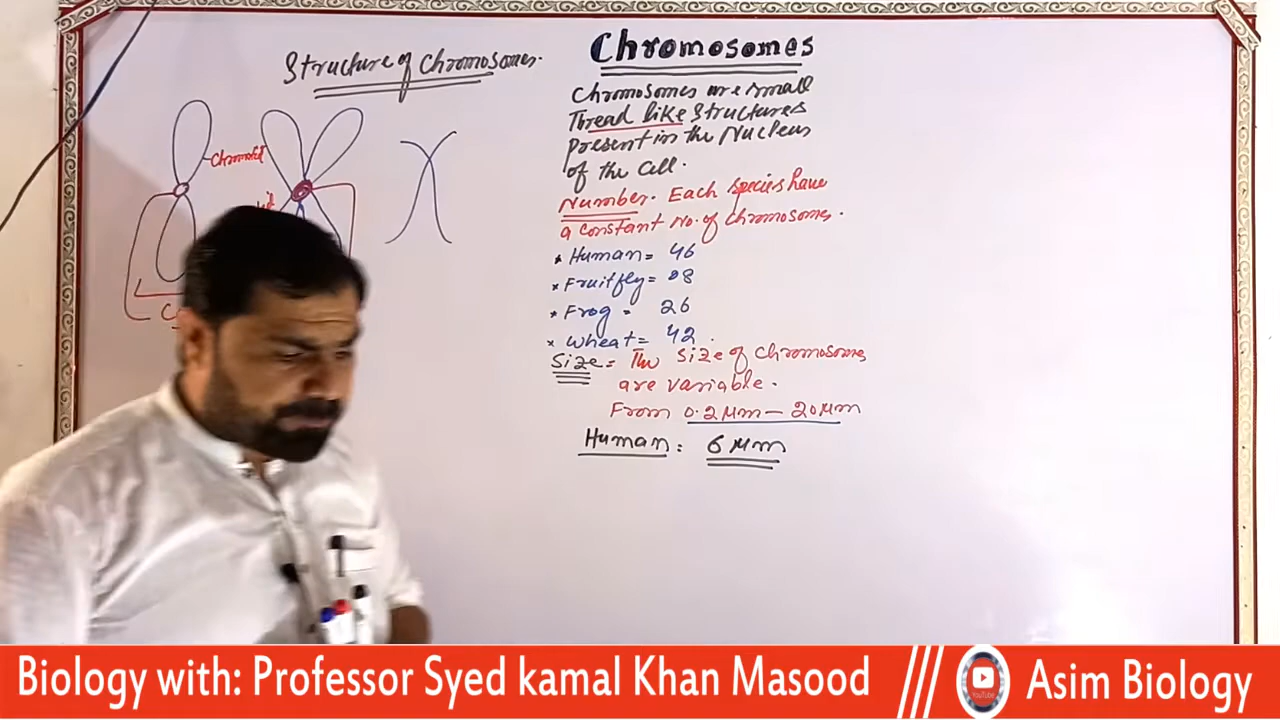 Structure of Chromosomes.
Chromatid
Chromosomes
Chromosomes are small
Thread like structures
present in the Nucleus
of the cell.
Number. Each species have
a constant No. of chromosomes.
* Human = 46
* Fruitfly = 08
* Frog = 26
* Wheat = 42.
Size = The size of chromosomes
are variable.
From 0.2 μm – 20 μm
Human : 6 μm
Biology with: Professor Syed kamal Khan Masood
YouTube
Asim Biology